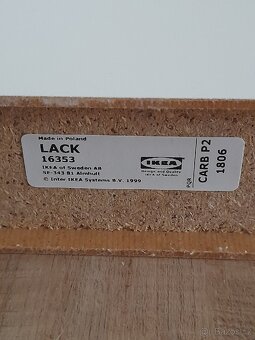 Made in Poland
LACK
16353
IKEA of Sweden AB
SE-343 81 Älmhult
© Inter IKEA Systems B.V. 1999
IKEA
Design and Quality
IKEA of Sweden
PQR
CARB P2
1806